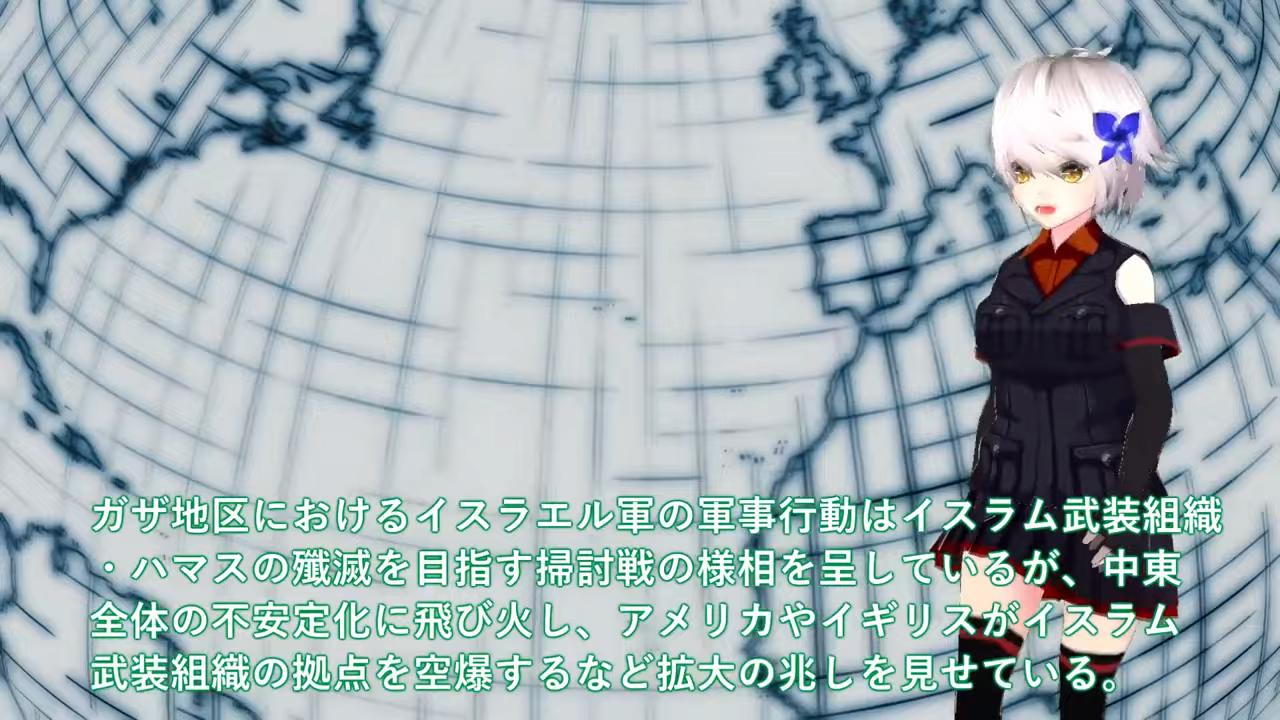 ガザ地区におけるイスラエル軍の軍事行動はイスラム武装組織
・ハマスの殲滅を目指す掃討戦の様相を呈しているが、中東
全体の不安定化に飛び火し、アメリカやイギリスがイスラム
武装組織の拠点を空爆するなど拡大の兆しを見せている。